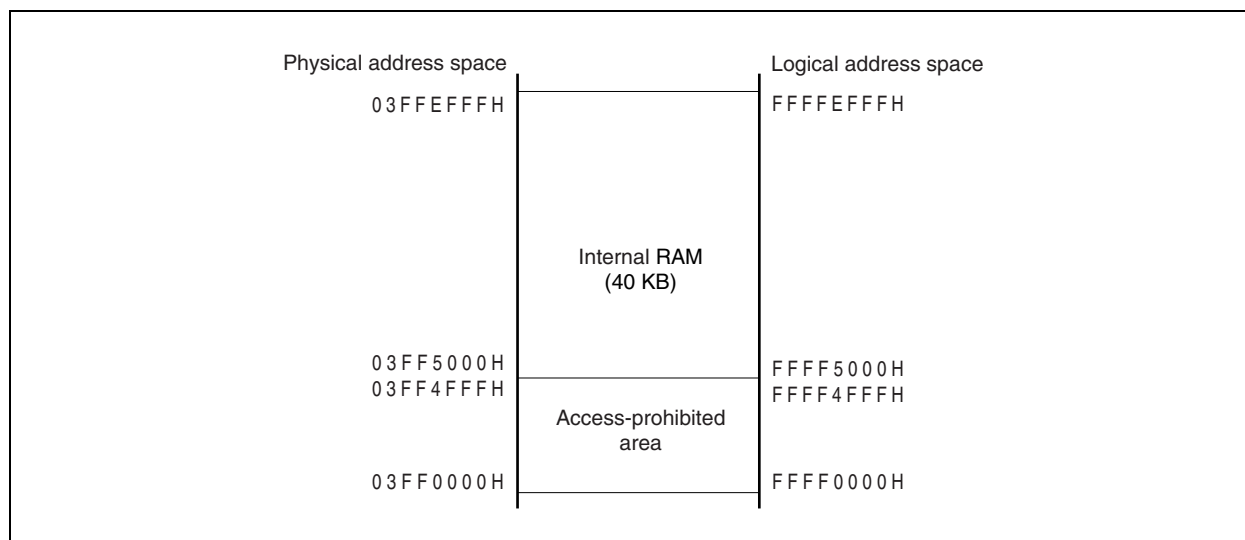 Physical address space
Logical address space
03FFEFFFH
FFFFEFFFH
Internal RAM
(40 KB)
03FF5000H
FFFF5000H
03FF4FFFH
FFFF4FFFH
Access-prohibited
area
03FF0000H
FFFF0000H